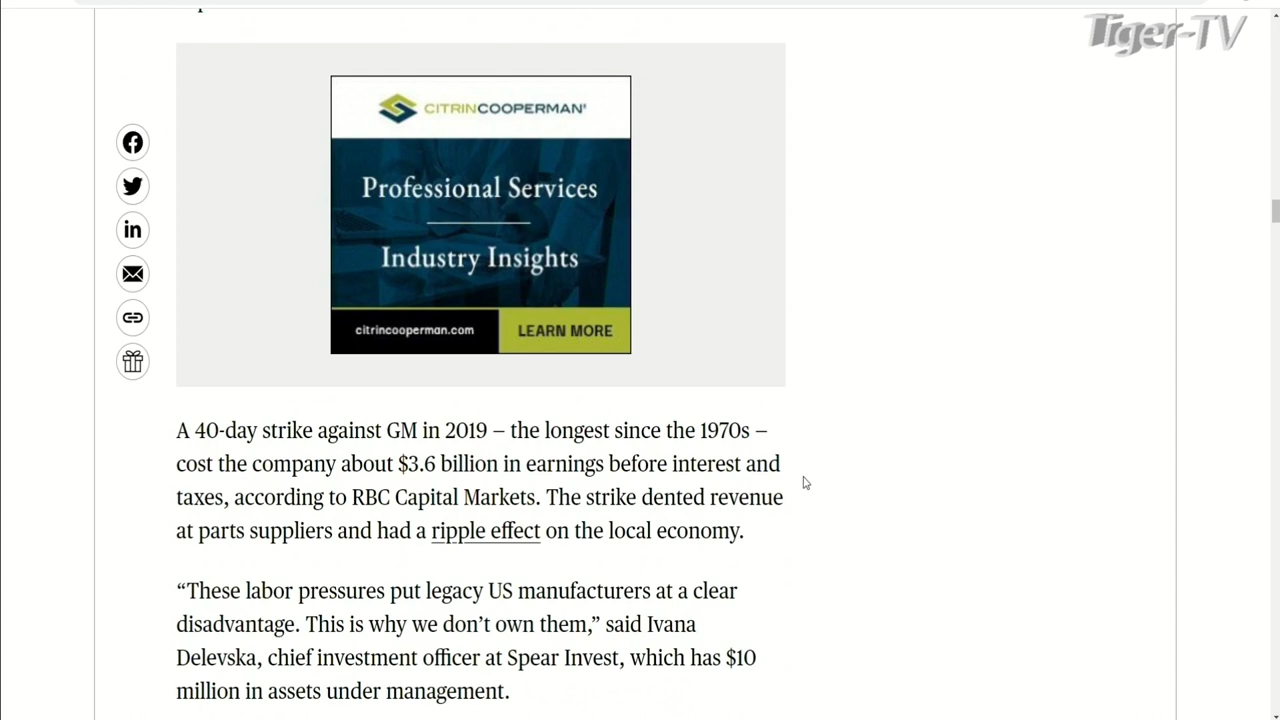 Tiger-TV
CITRINCOOPERMAN
Professional Services
Industry Insights
citrincooperman.com
LEARN MORE
in
A 40-day strike against GM in 2019 – the longest since the 1970s –
cost the company about $3.6 billion in earnings before interest and
taxes, according to RBC Capital Markets. The strike dented revenue
at parts suppliers and had a ripple effect on the local economy.
“These labor pressures put legacy US manufacturers at a clear
disadvantage. This is why we don’t own them,” said Ivana
Delevska, chief investment officer at Spear Invest, which has $10
million in assets under management.